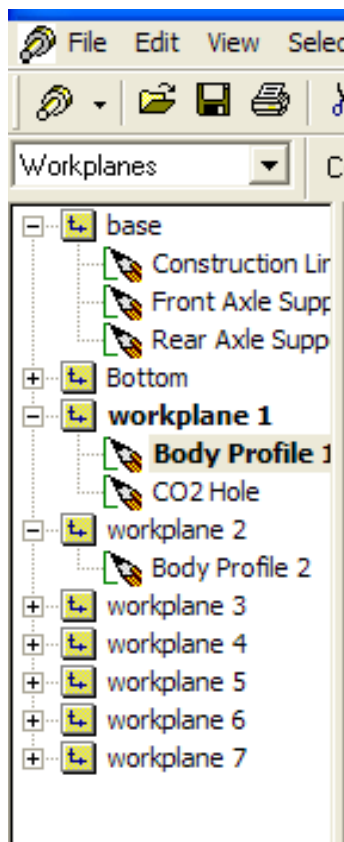 File Edit View Selec
Workplanes C
base
Construction Lin
Front Axle Supp
Rear Axle Supp
Bottom
workplane 1
Body Profile 1
CO2 Hole
workplane 2
Body Profile 2
workplane 3
workplane 4
workplane 5
workplane 6
workplane 7